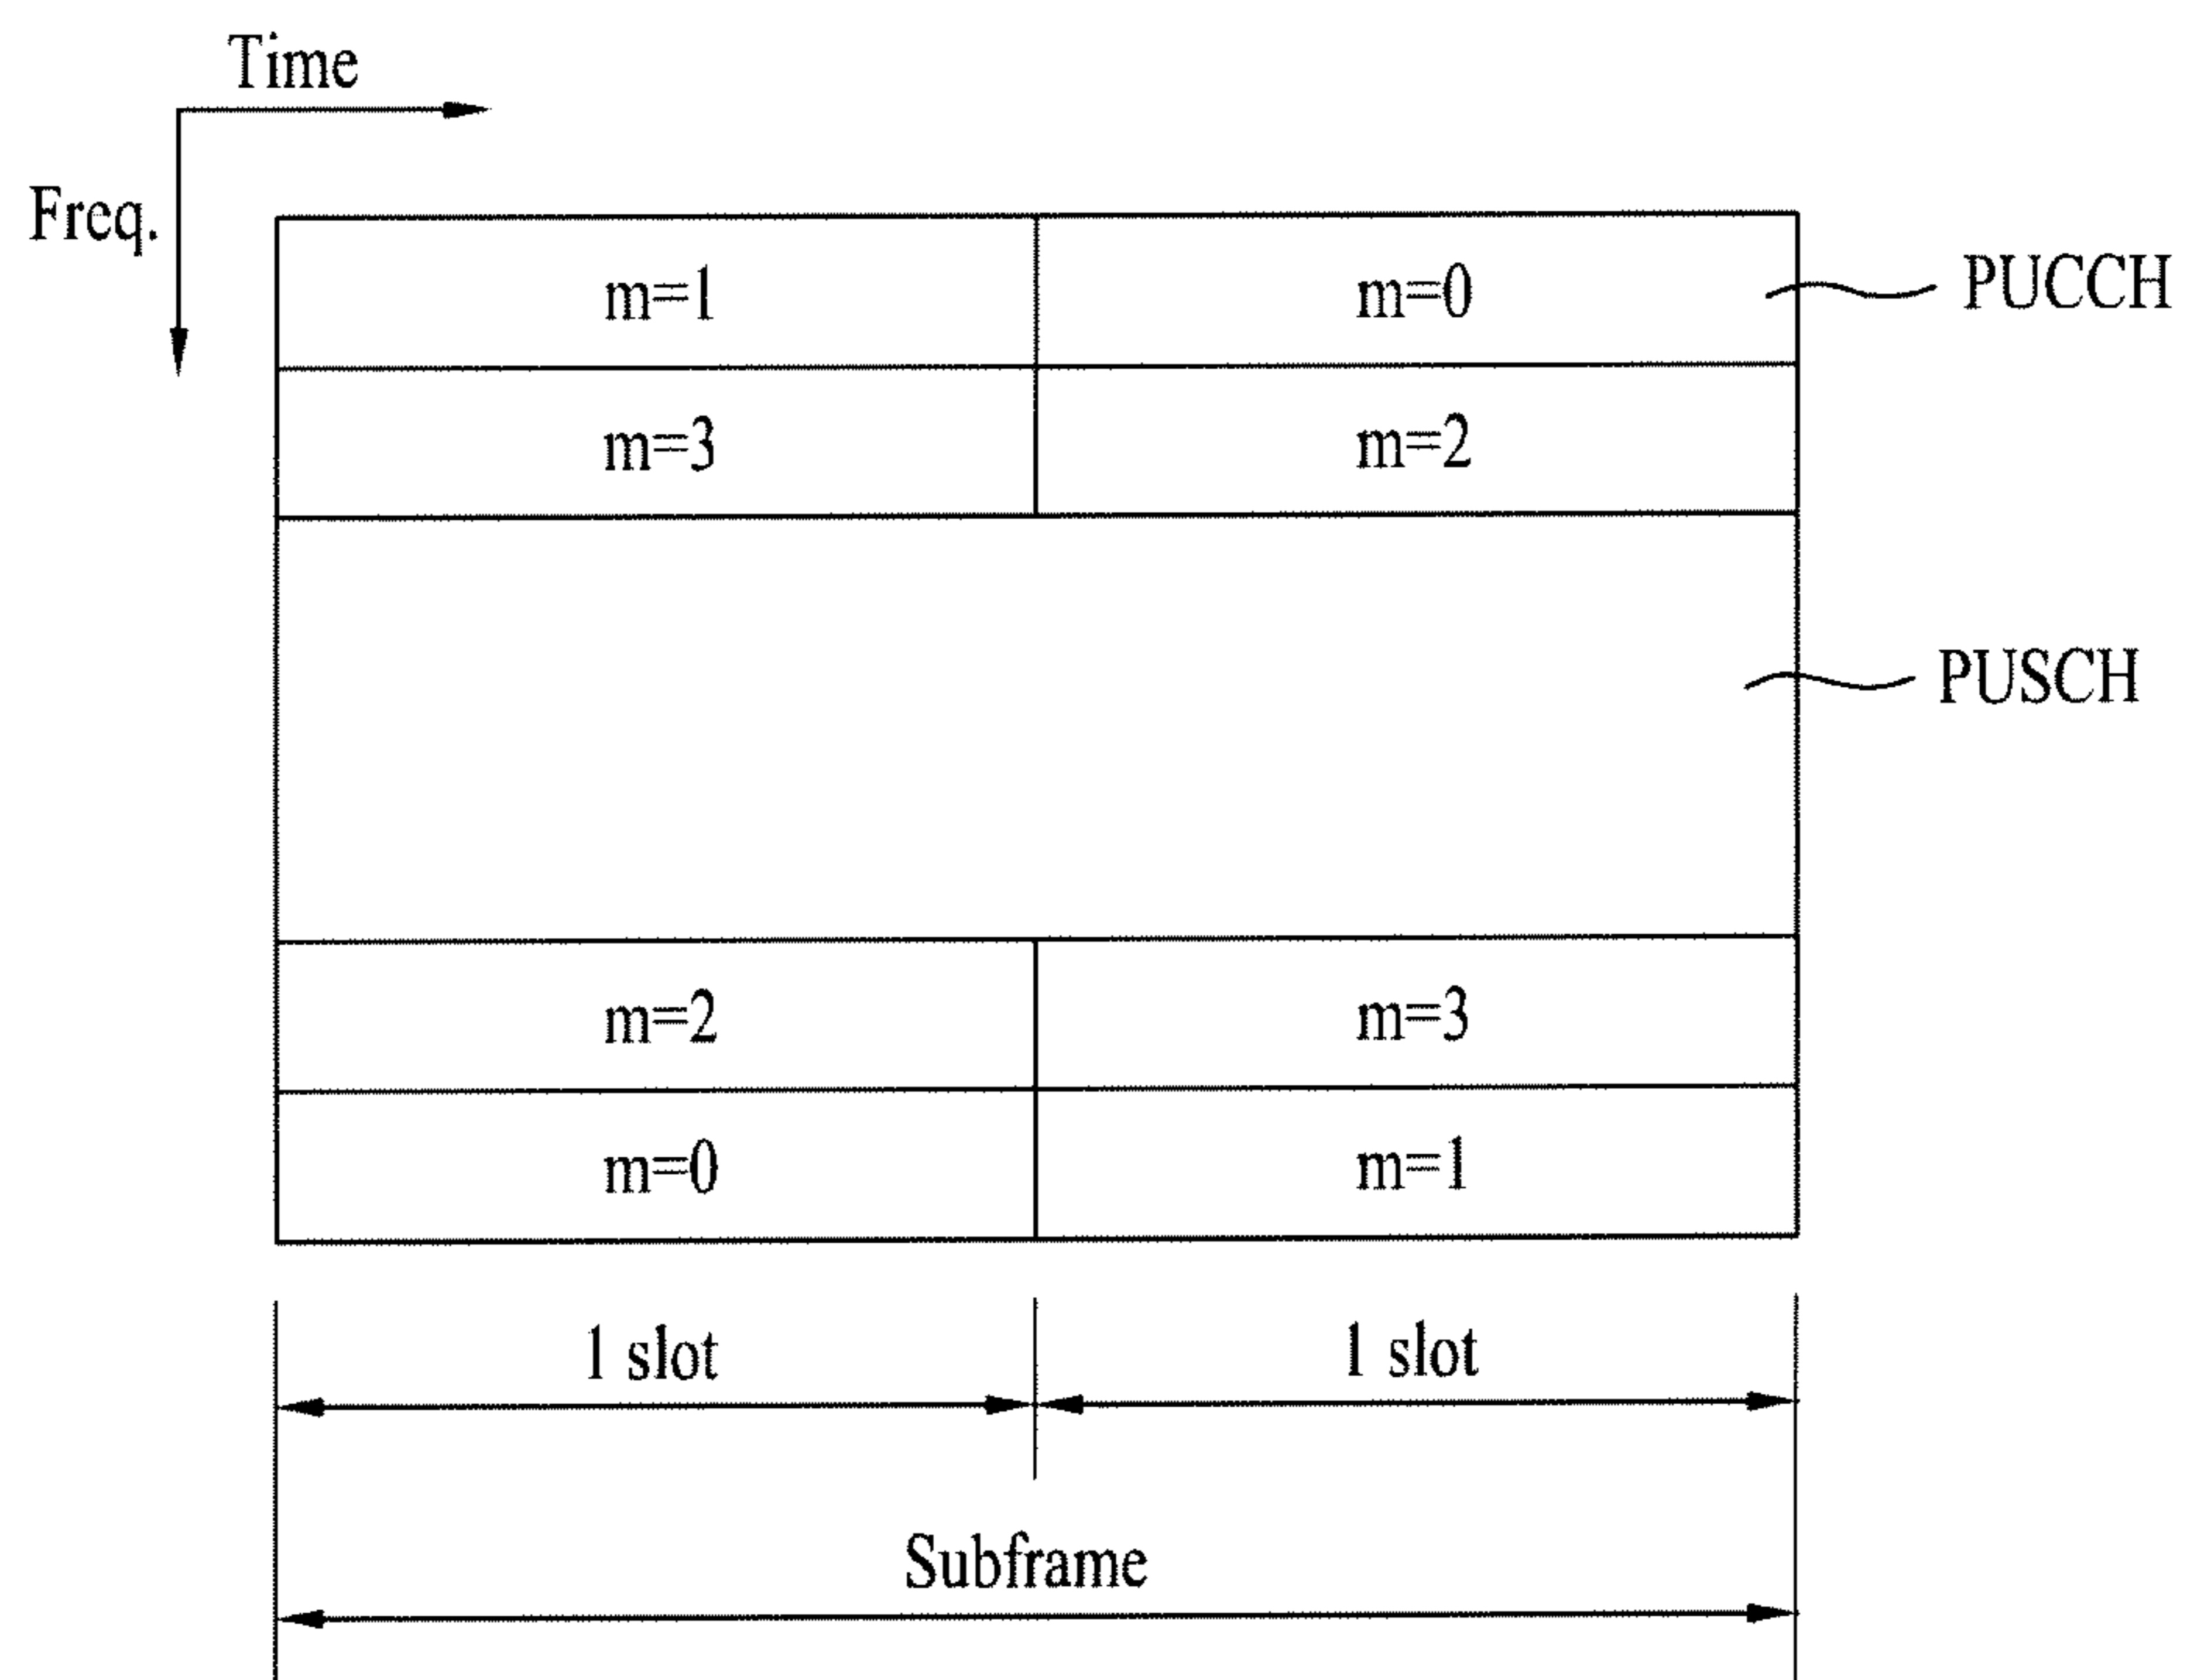 Time
Freq.
m=1 m=0 PUCCH
m=3 m=2
PUSCH
m=2 m=3
m=0 m=1
1 slot 1 slot
Subframe